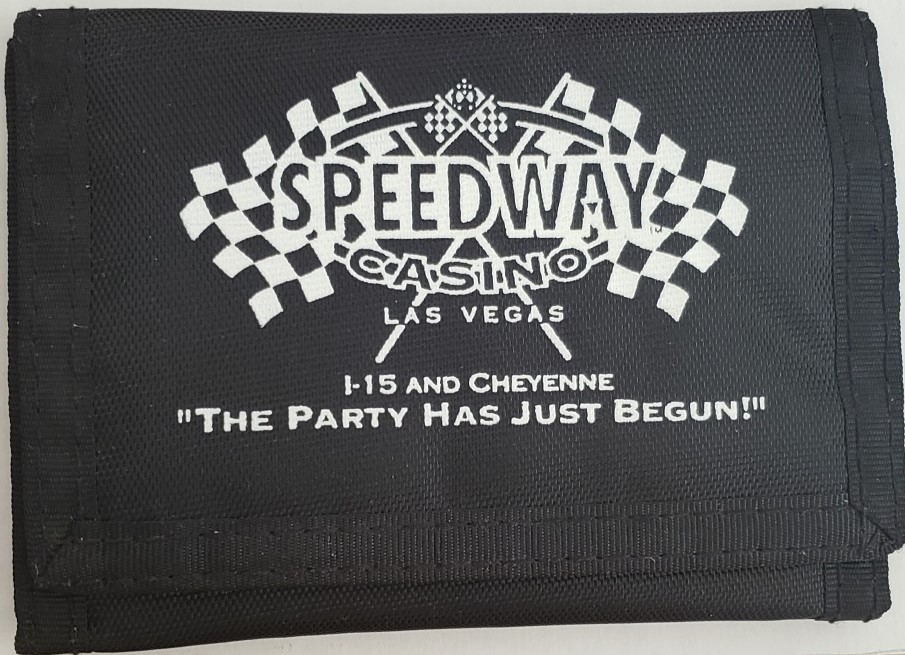 SPEEDWAY
CASINO
LAS VEGAS
I-15 AND CHEYENNE
"THE PARTY HAS JUST BEGUN!"